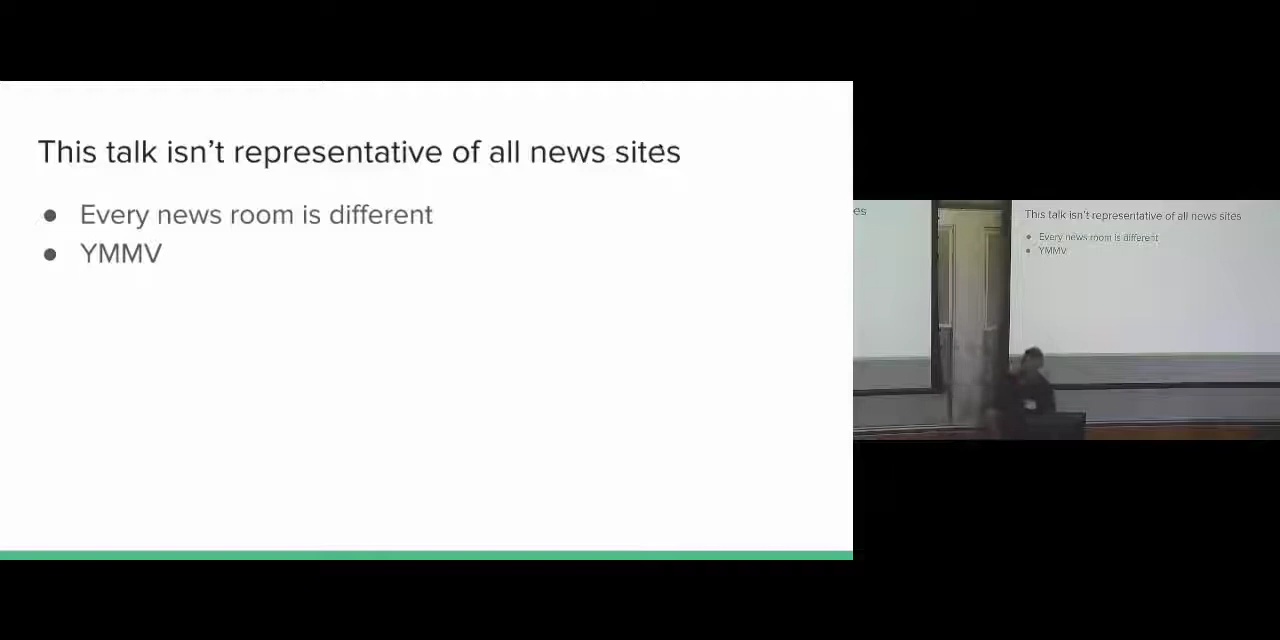 This talk isn't representative of all news sites
● Every news room is different
● YMMV
es
This talk isn't representative of all news sites
● Every news room is different
● YMMV